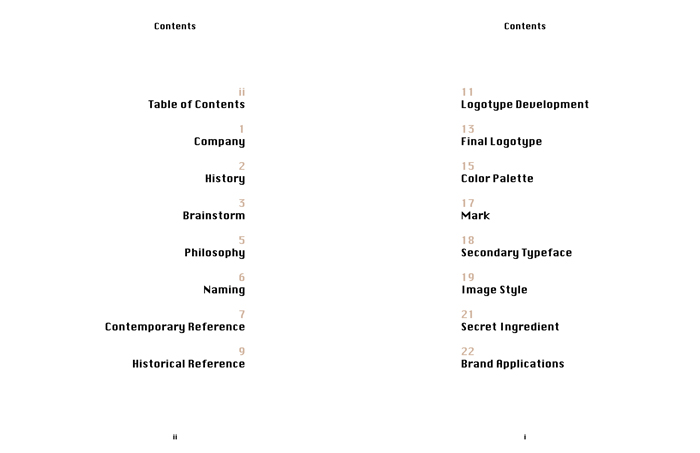 Contents
ii
Table of Contents
1
Company
2
History
3
Brainstorm
5
Philosophy
6
Naming
7
Contemporary Reference
9
Historical Reference
ii
Contents
11
Logotype Development
13
Final Logotype
15
Color Palette
17
Mark
18
Secondary Typeface
19
Image Style
21
Secret Ingredient
22
Brand Applications
i